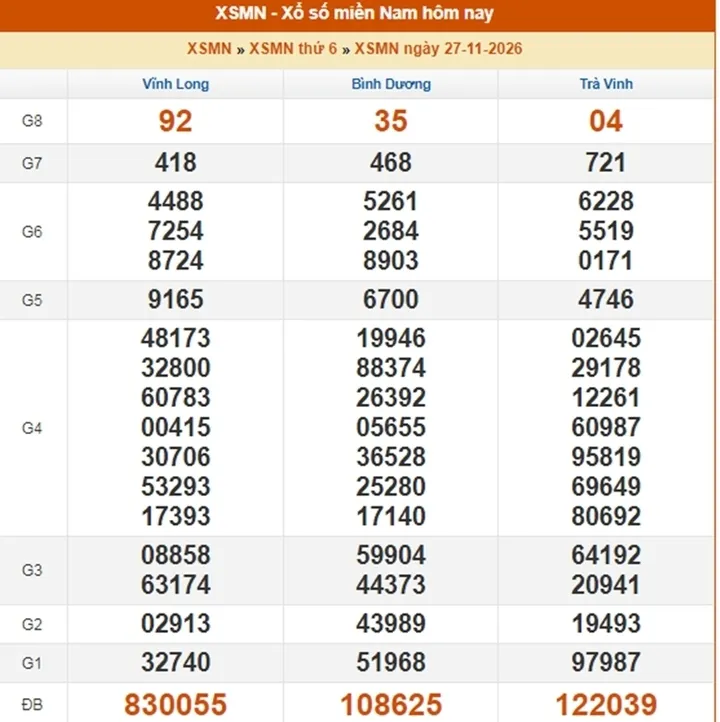 XSMN - Xổ số miền Nam hôm nay
XSMN » XSMN thứ 6 » XSMN ngày 27-11-2026
Vĩnh Long Bình Dương Trà Vinh
G8 92 35 04
G7 418 468 721
G6 4488 5261 6228
7254 2684 5519
8724 8903 0171
G5 9165 6700 4746
G4 48173 19946 02645
32800 88374 29178
60783 26392 12261
00415 05655 60987
30706 36528 95819
53293 25280 69649
17393 17140 80692
G3 08858 59904 64192
63174 44373 20941
G2 02913 43989 19493
G1 32740 51968 97987
ĐB 830055 108625 122039